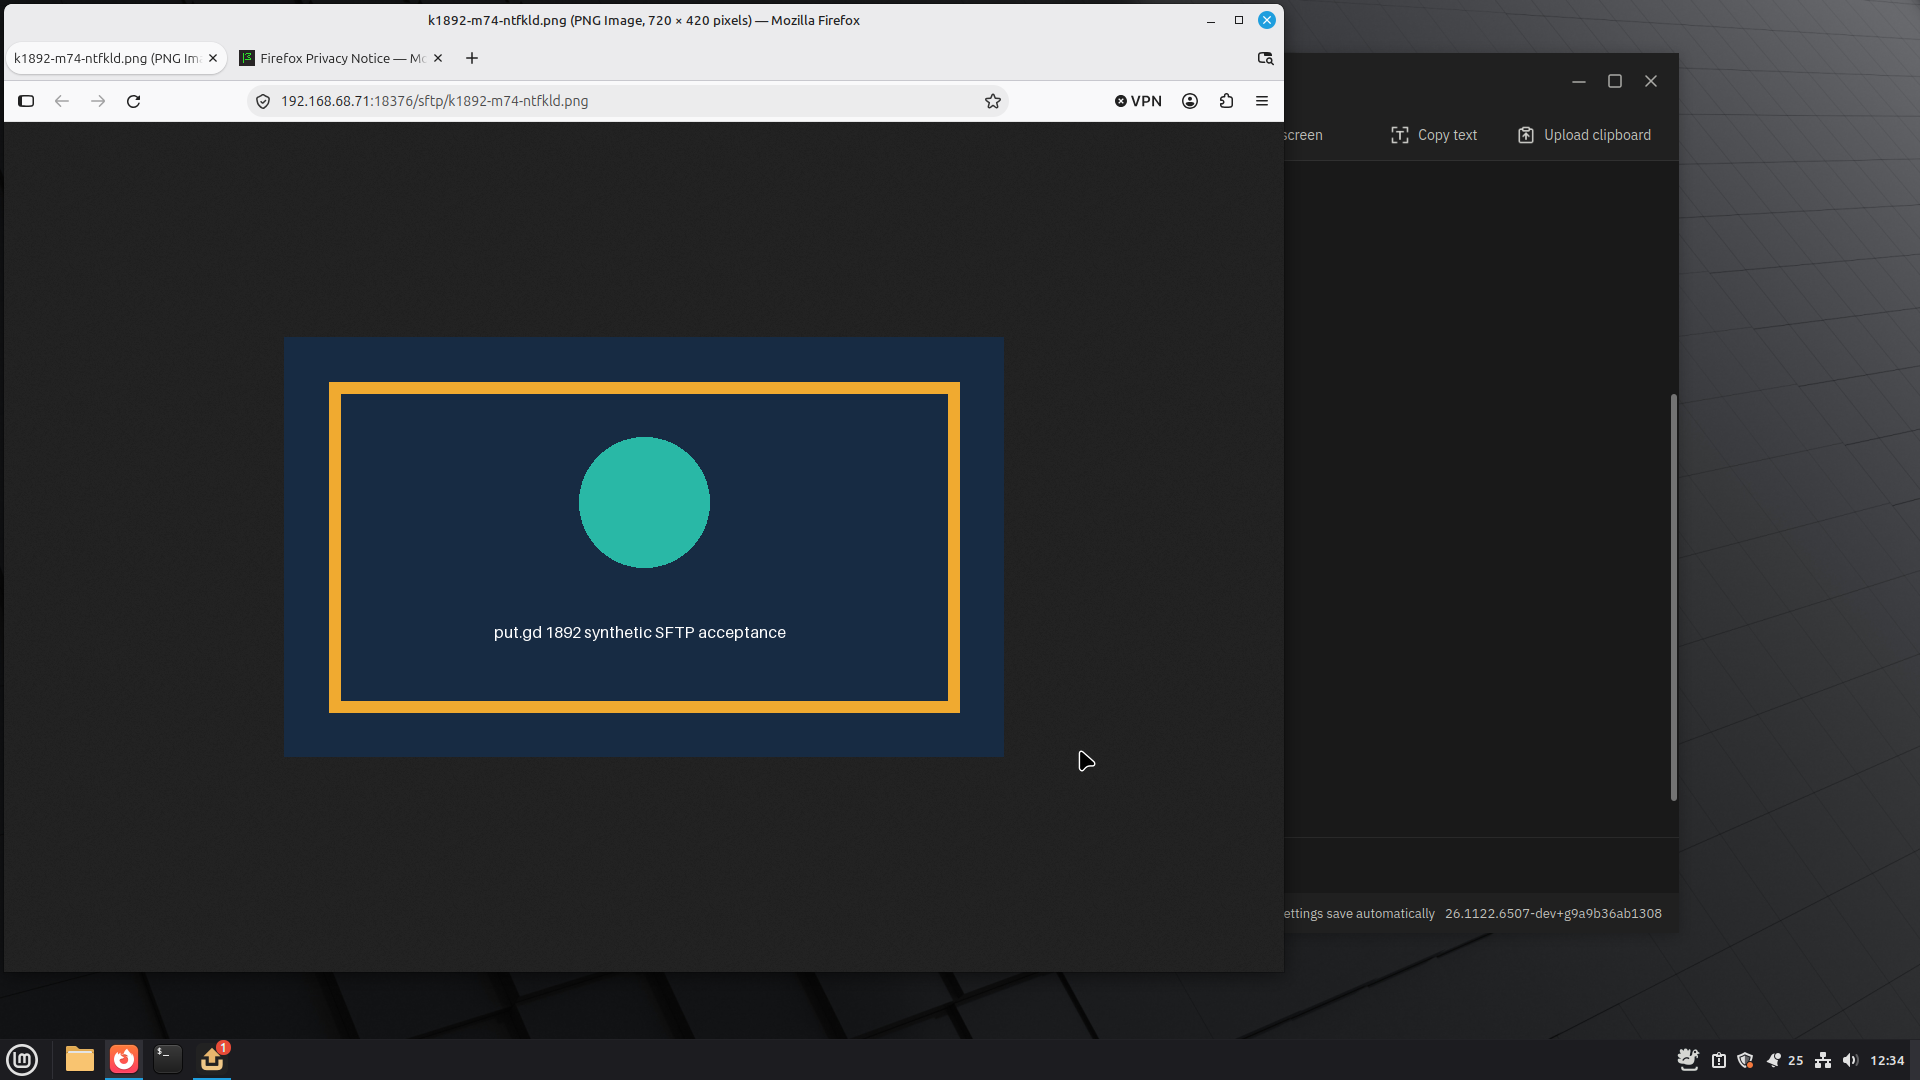 k1892-m74-ntfkld.png (PNG Image, 720 × 420 pixels) — Mozilla Firefox
k1892-m74-ntfkld.png (PNG Im
Firefox Privacy Notice — Mo
192.168.68.71:18376/sftp/k1892-m74-ntfkld.png
VPN
screen
Copy text
Upload clipboard
put.gd 1892 synthetic SFTP acceptance
ettings save automatically 26.1122.6507-dev+g9a9b36ab1308
1
25
12:34